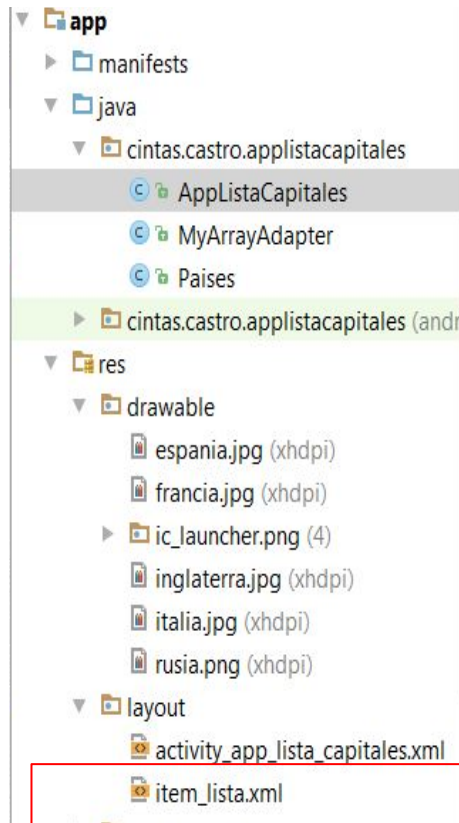 app
manifests
java
cintas.castro.applistacapitales
AppListaCapitales
MyArrayAdapter
Paises
cintas.castro.applistacapitales (andr
res
drawable
espania.jpg (xhdpi)
francia.jpg (xhdpi)
ic_launcher.png (4)
inglaterra.jpg (xhdpi)
italia.jpg (xhdpi)
rusia.png (xhdpi)
layout
activity_app_lista_capitales.xml
item_lista.xml